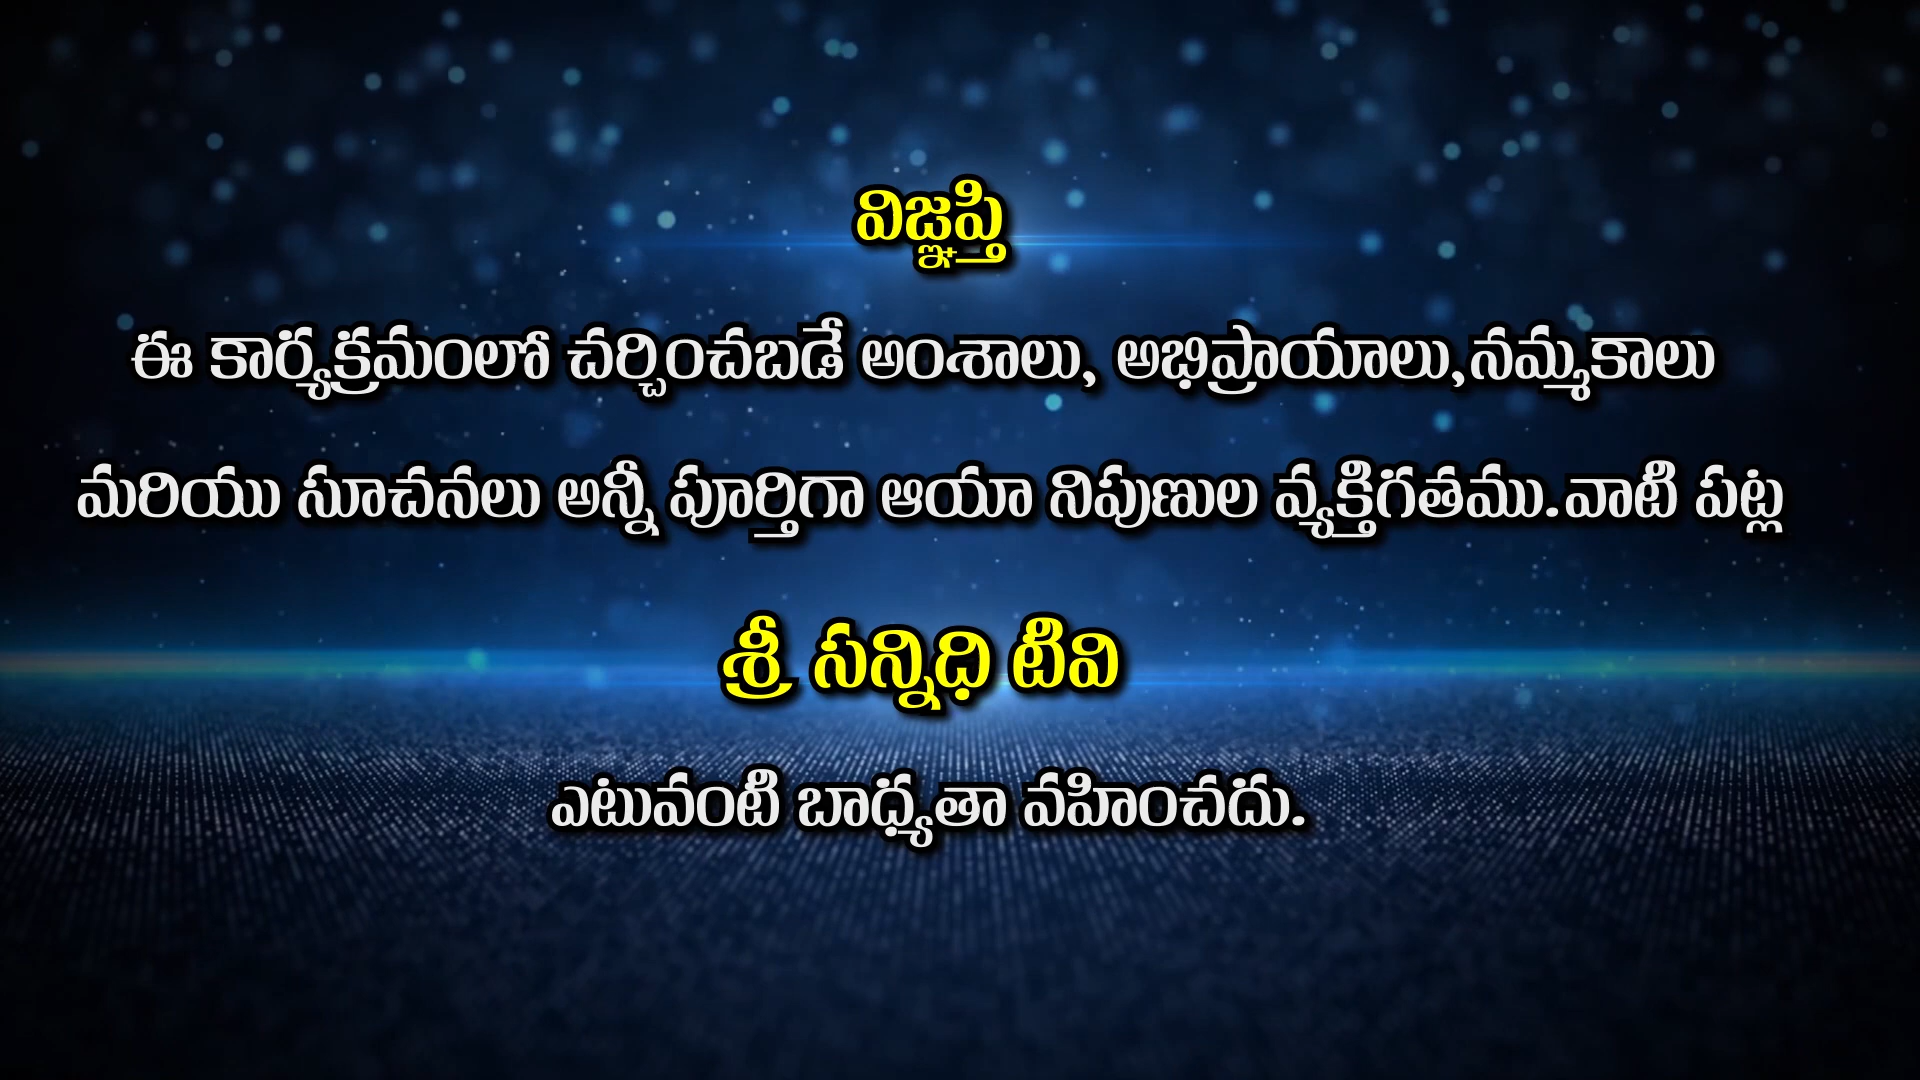 విజ్ఞప్తి
ఈ కార్యక్రమంలో చర్చించబడే అంశాలు, అభిప్రాయాలు,నమ్మకాలు
మరియు సూచనలు అన్నీ పూర్తిగా ఆయా నిపుణుల వ్యక్తిగతము.వాటి పట్ల
శ్రీ సన్నిధి టీవి
ఎటువంటి బాధ్యతా వహించదు.